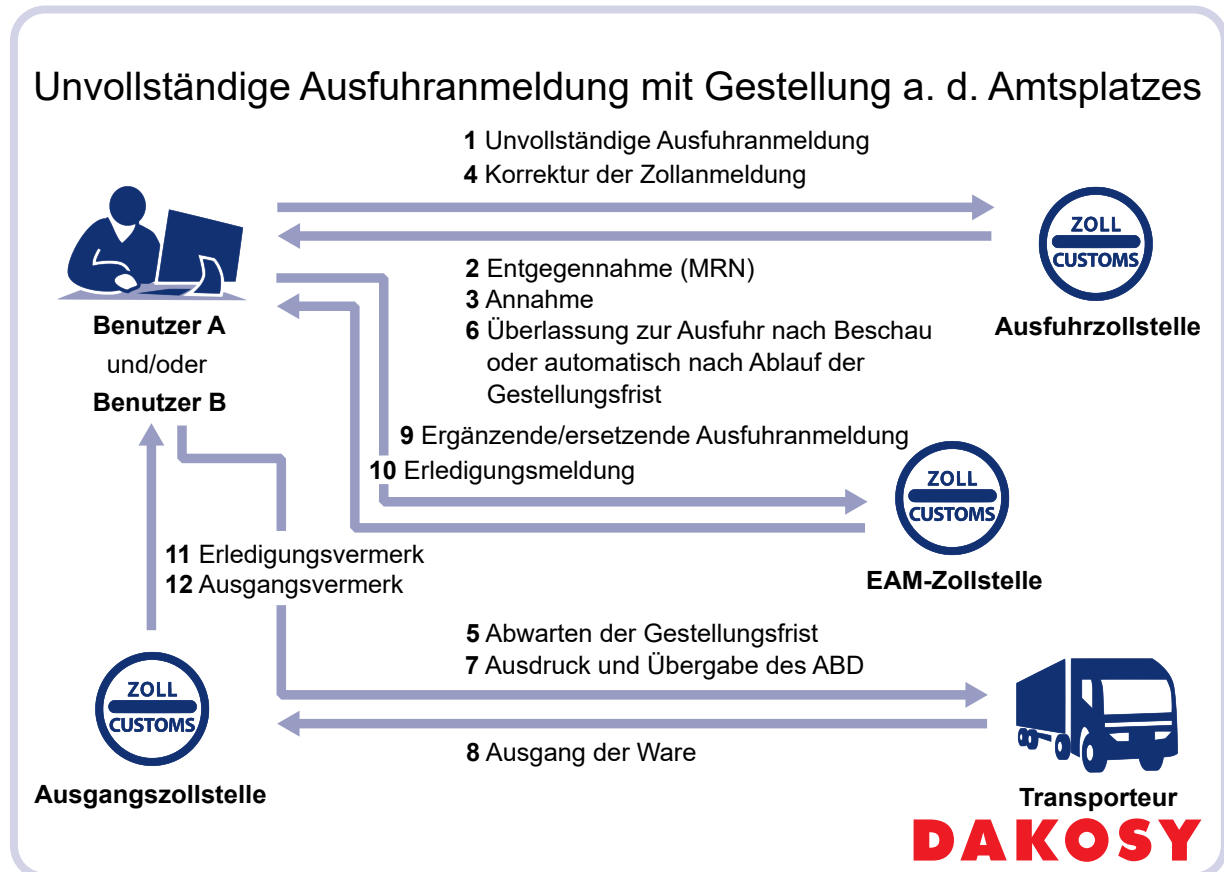 Unvollständige Ausfuhranmeldung mit Gestellung a. d. Amtsplatzes
1 Unvollständige Ausfuhranmeldung
4 Korrektur der Zollanmeldung
ZOLL
CUSTOMS
Ausfuhrzollstelle
Benutzer A
und/oder
Benutzer B
2 Entgegennahme (MRN)
3 Annahme
6 Überlassung zur Ausfuhr nach Beschau
oder automatisch nach Ablauf der
Gestellungsfrist
9 Ergänzende/ersetzende Ausfuhranmeldung
10 Erledigungsmeldung
ZOLL
CUSTOMS
EAM-Zollstelle
11 Erledigungsvermerk
12 Ausgangsvermerk
5 Abwarten der Gestellungsfrist
7 Ausdruck und Übergabe des ABD
ZOLL
CUSTOMS
Ausgangszollstelle
8 Ausgang der Ware
Transporteur
DAKOSY